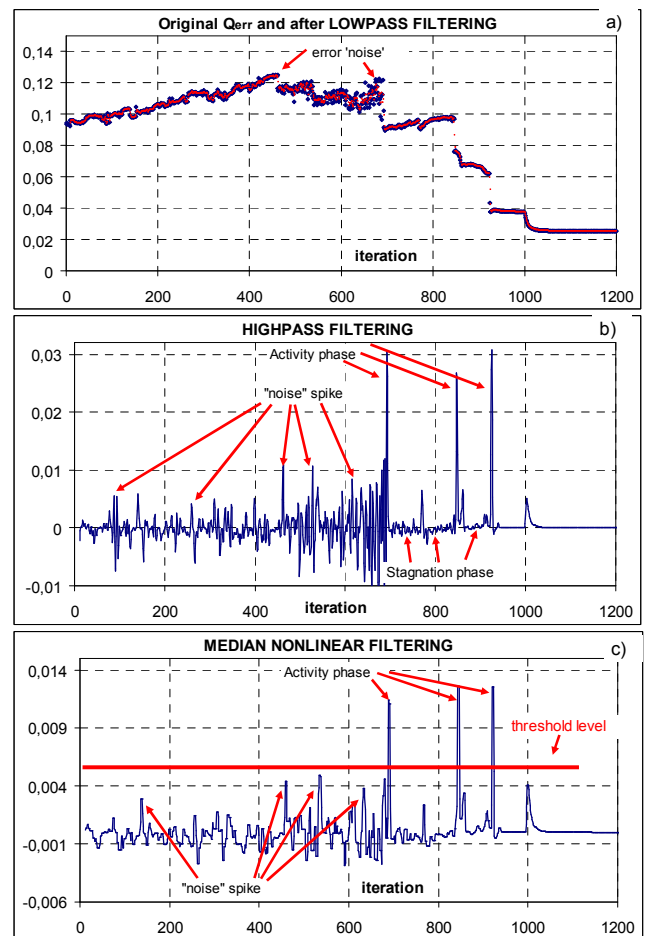 Original Qerr and after LOWPASS FILTERING
a)
0,14
error 'noise'
0,12
0,1
0,08
0,06
0,04
0,02
iteration
0
0 200 400 600 800 1000 1200
HIGHPASS FILTERING
b)
0,03
Activity phase
"noise" spike
0,02
0,01
0
Stagnation phase
-0,01
iteration
0 200 400 600 800 1000 1200
MEDIAN NONLINEAR FILTERING
c)
0,014
Activity phase
0,009
threshold level
0,004
-0,001
"noise" spike
iteration
-0,006
0 200 400 600 800 1000 1200